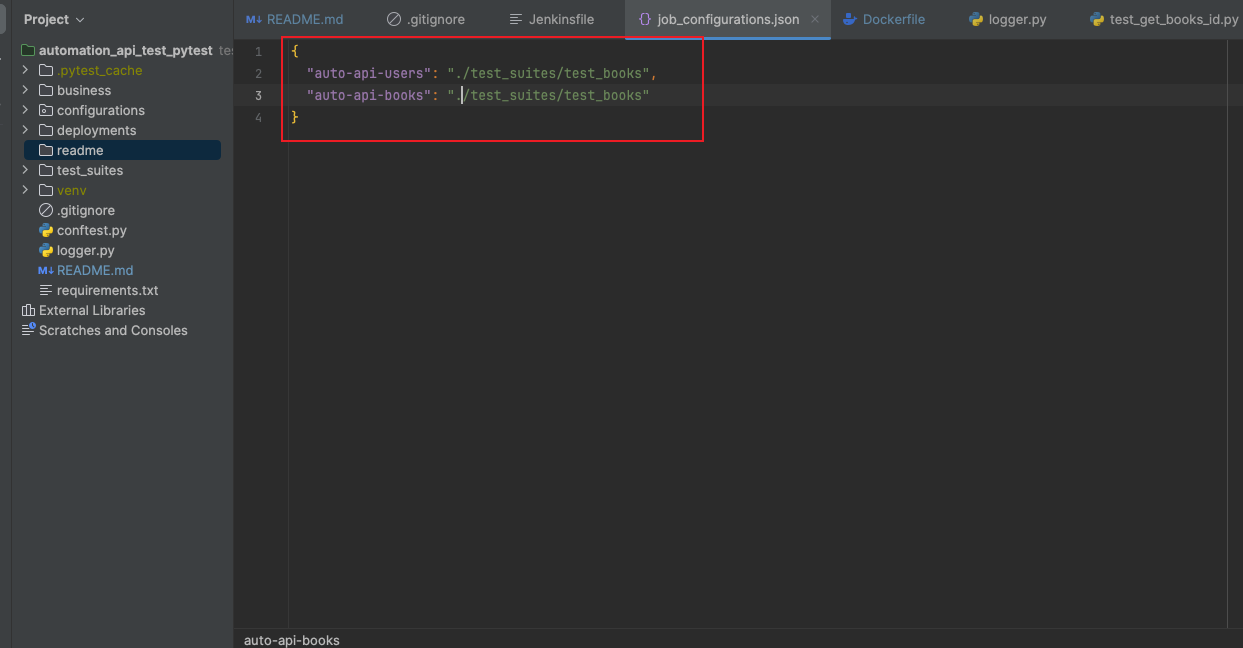 Project
README.md
.gitignore
Jenkinsfile
job_configurations.json
Dockerfile
logger.py
test_get_books_id.py
automation_api_test_pytest
.pytest_cache
business
configurations
deployments
readme
test_suites
venv
.gitignore
conftest.py
logger.py
README.md
requirements.txt
External Libraries
Scratches and Consoles
1 {
2 "auto-api-users": "./test_suites/test_books",
3 "auto-api-books": "./test_suites/test_books"
4 }
auto-api-books